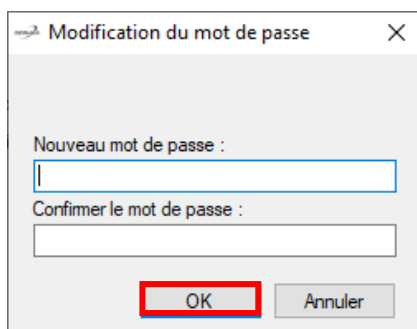 Modification du mot de passe
Nouveau mot de passe :
Confirmer le mot de passe :
OK
Annuler